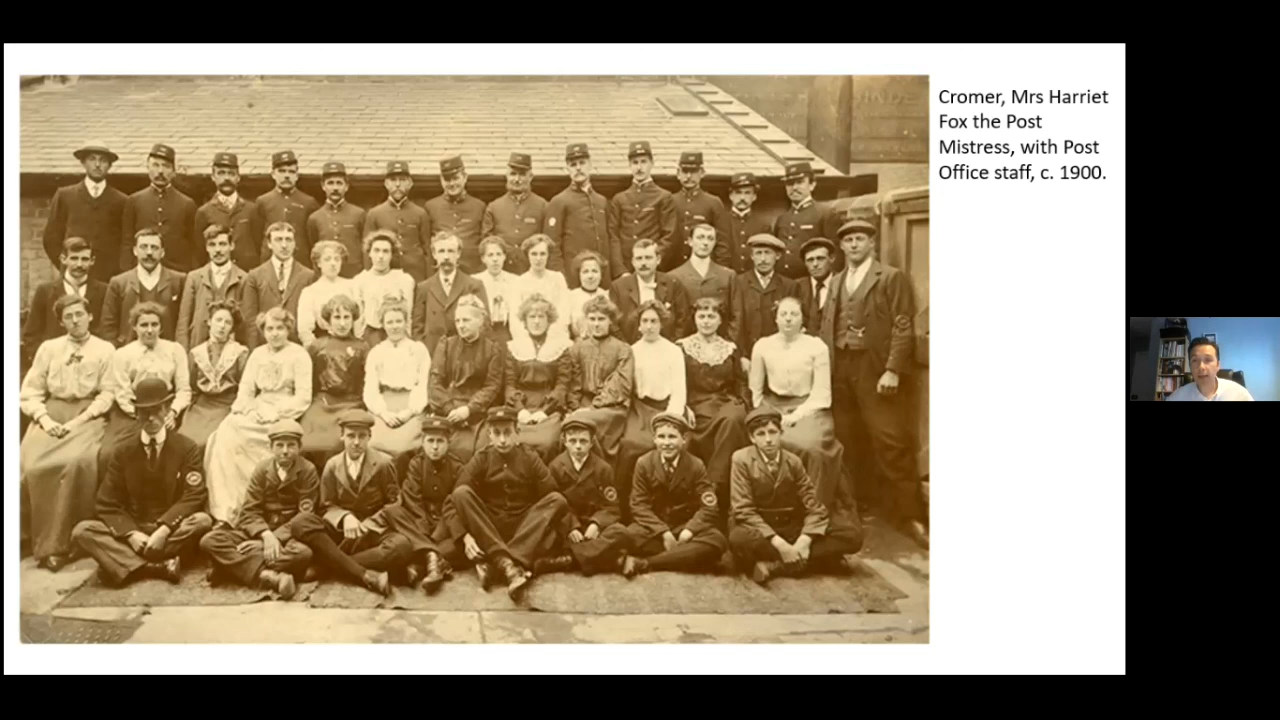 Cromer, Mrs Harriet
Fox the Post
Mistress, with Post
Office staff, c. 1900.